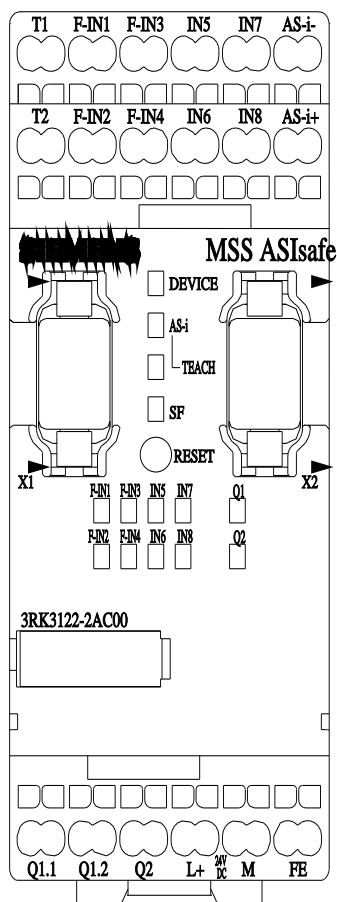 T1 F-IN1 F-IN3 IN5 IN7 AS-i-
T2 F-IN2 F-IN4 IN6 IN8 AS-i+
SIEMENS MSS ASIsafe
DEVICE
AS-i
TEACH
SF
RESET
X1 X2
F-IN1 F-IN3 IN5 IN7 Q1
F-IN2 F-IN4 IN6 IN8 Q2
3RK3122-2AC00
Q1.1 Q1.2 Q2 L+ 24V DC M FE